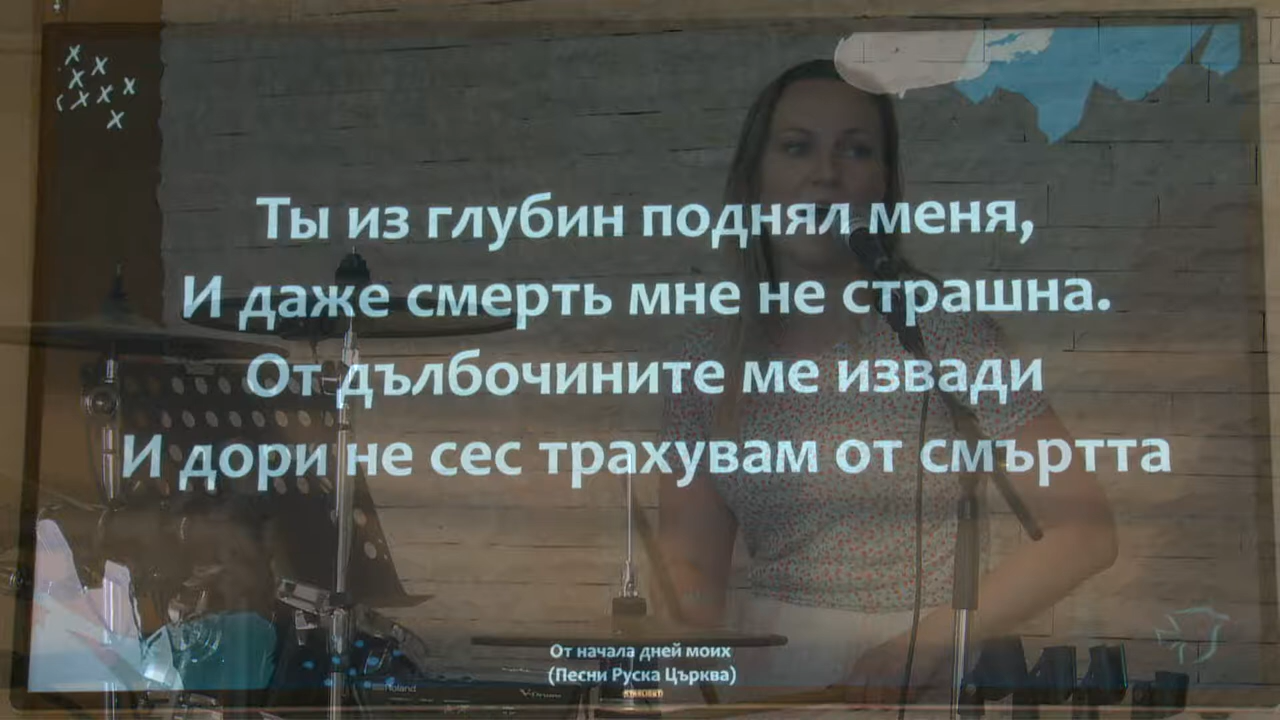 Ты из глубин поднял меня,
И даже смерть мне не страшна.
От дълбочините ме извади
И дори не сес трахувам от смъртта
От начала дней моих
(Песни Руска Църква)
Roland